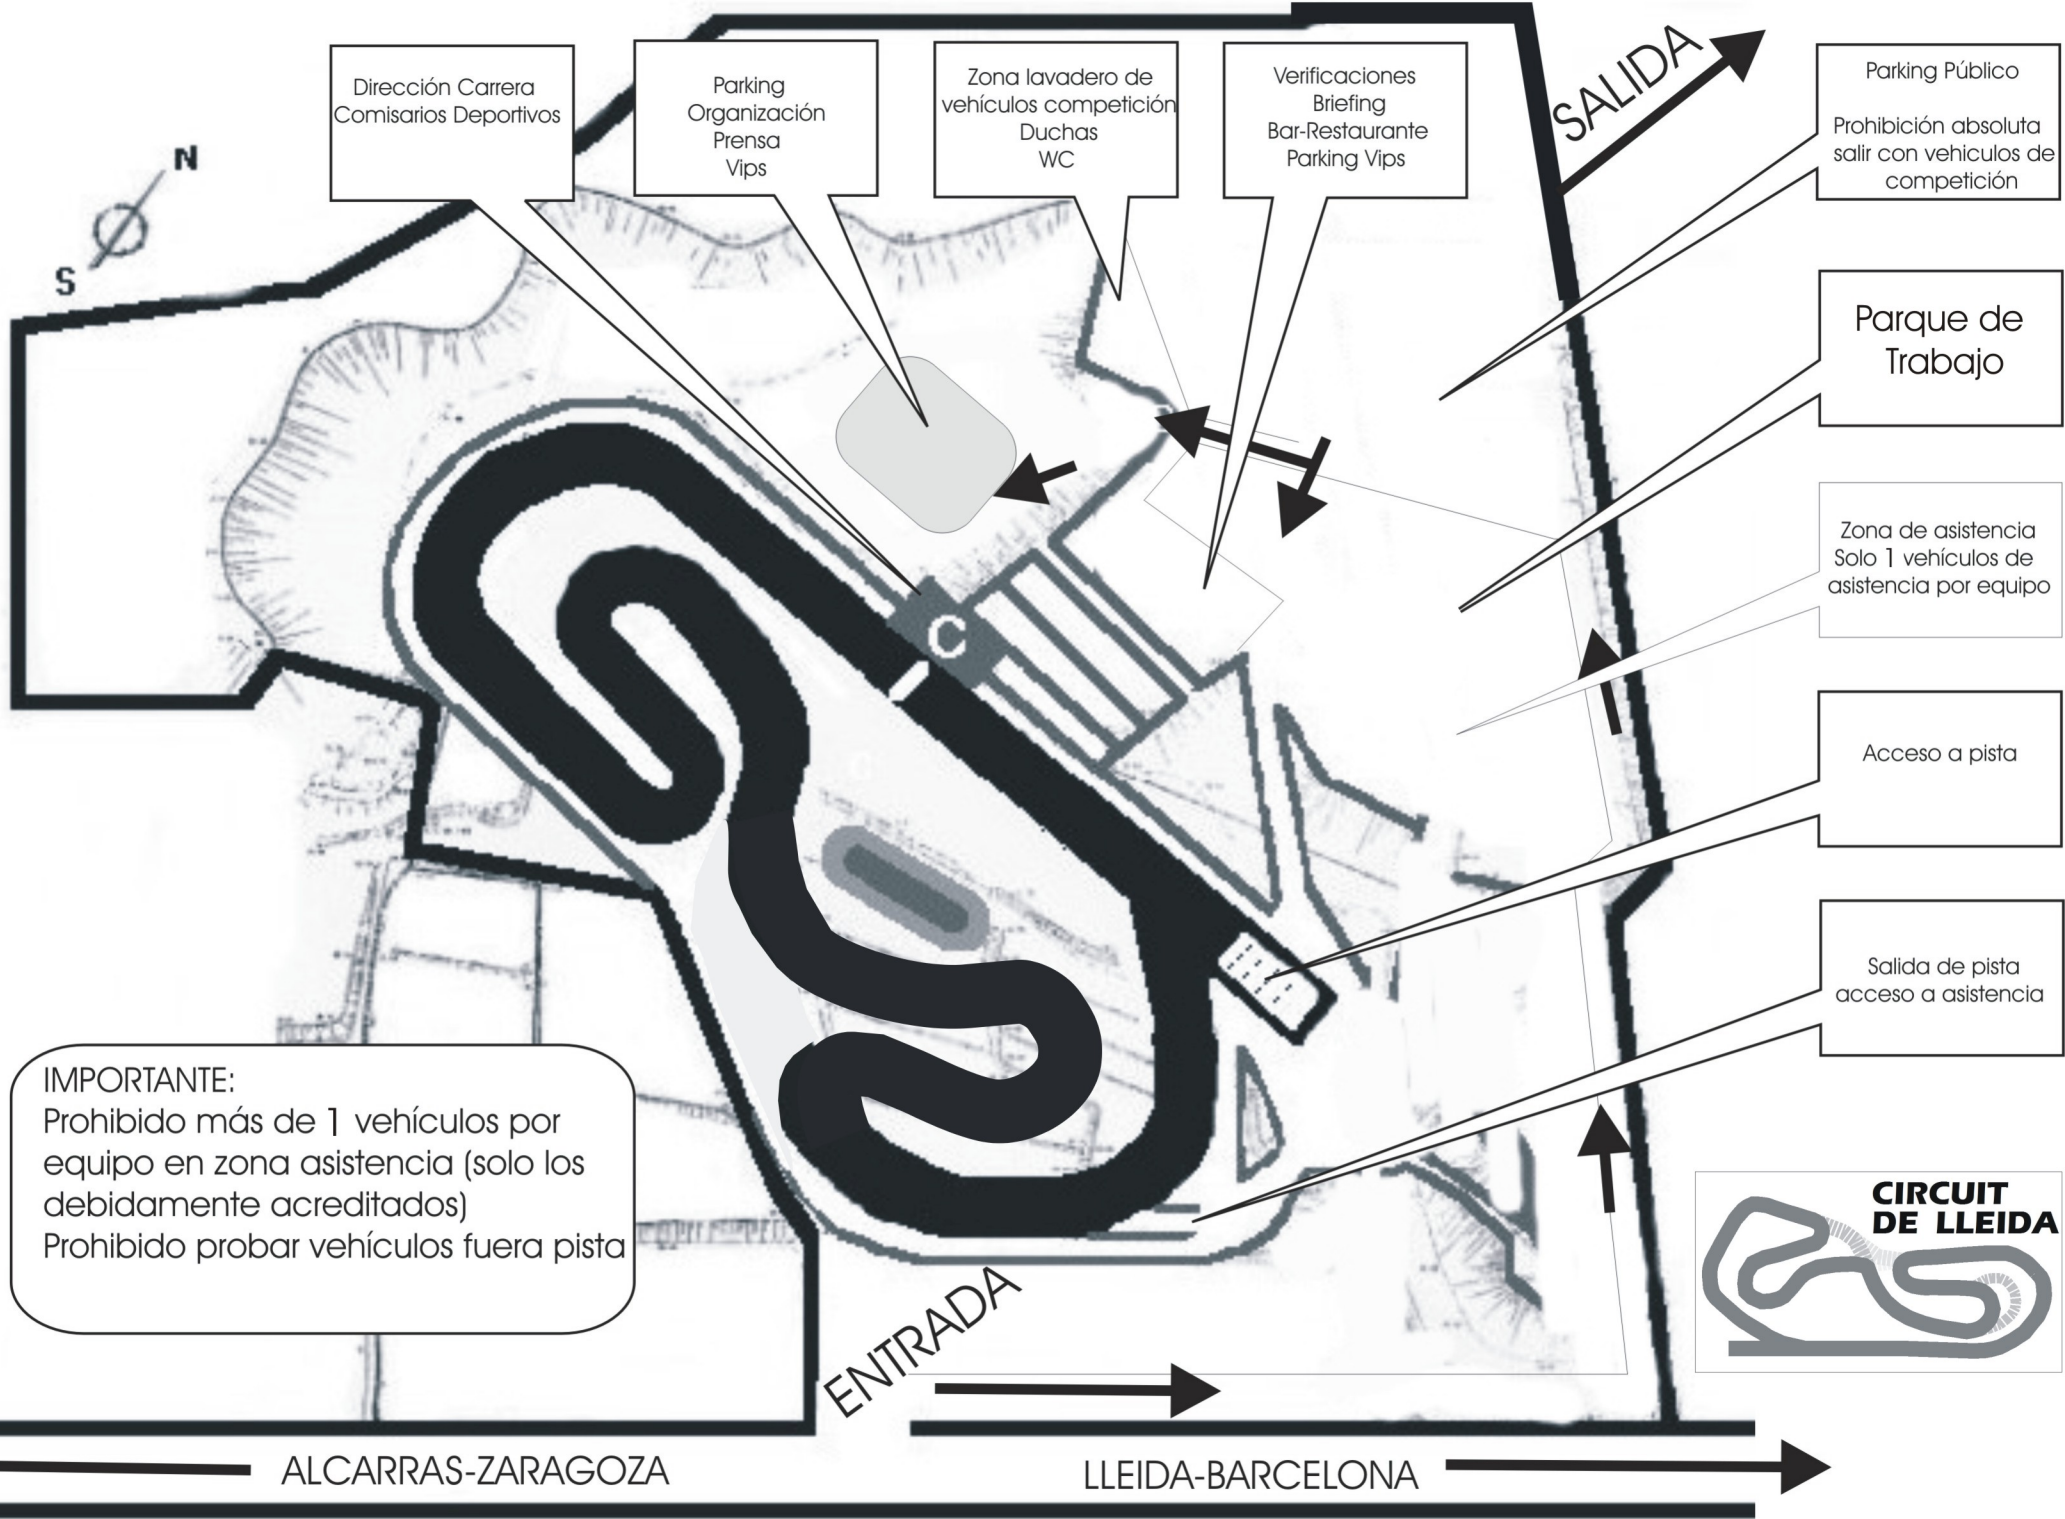 Dirección Carrera
Comisarios Deportivos
Parking
Organización
Prensa
Vips
Zona lavadero de
vehículos competición
Duchas
WC
Verificaciones
Briefing
Bar-Restaurante
Parking Vips
SALIDA
Parking Público
Prohibición absoluta
salir con vehiculos de
competición
N
S
Parque de
Trabajo
Zona de asistencia
Solo 1 vehículos de
asistencia por equipo
C
Acceso a pista
Salida de pista
acceso a asistencia
IMPORTANTE:
Prohibido más de 1 vehículos por
equipo en zona asistencia (solo los
debidamente acreditados)
Prohibido probar vehículos fuera pista
CIRCUIT
DE LLEIDA
ENTRADA
ALCARRAS-ZARAGOZA
LLEIDA-BARCELONA